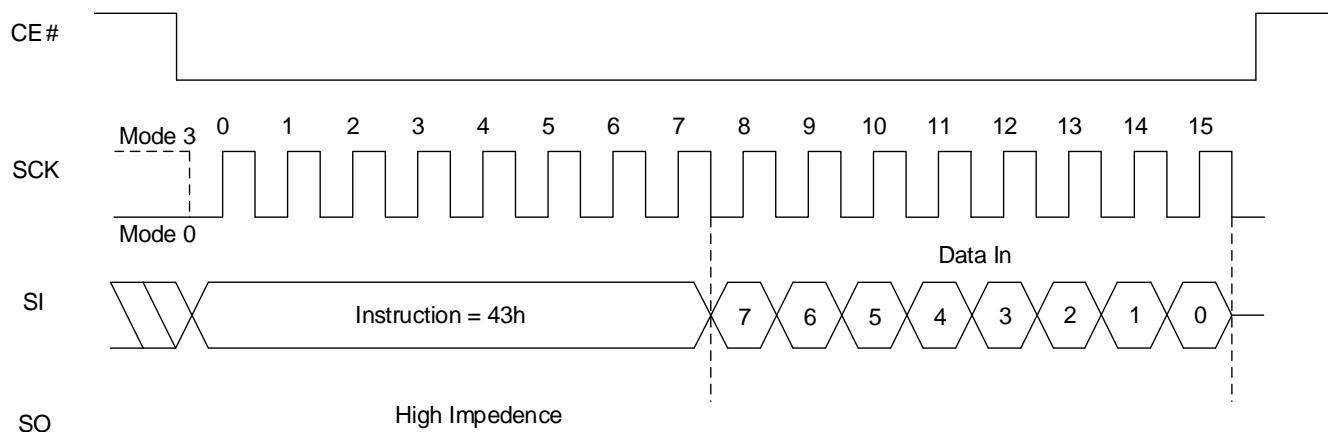 CE#
Mode 3 0 1 2 3 4 5 6 7 8 9 10 11 12 13 14 15
SCK
Mode 0
Data In
SI Instruction = 43h 7 6 5 4 3 2 1 0
High Impedence
SO